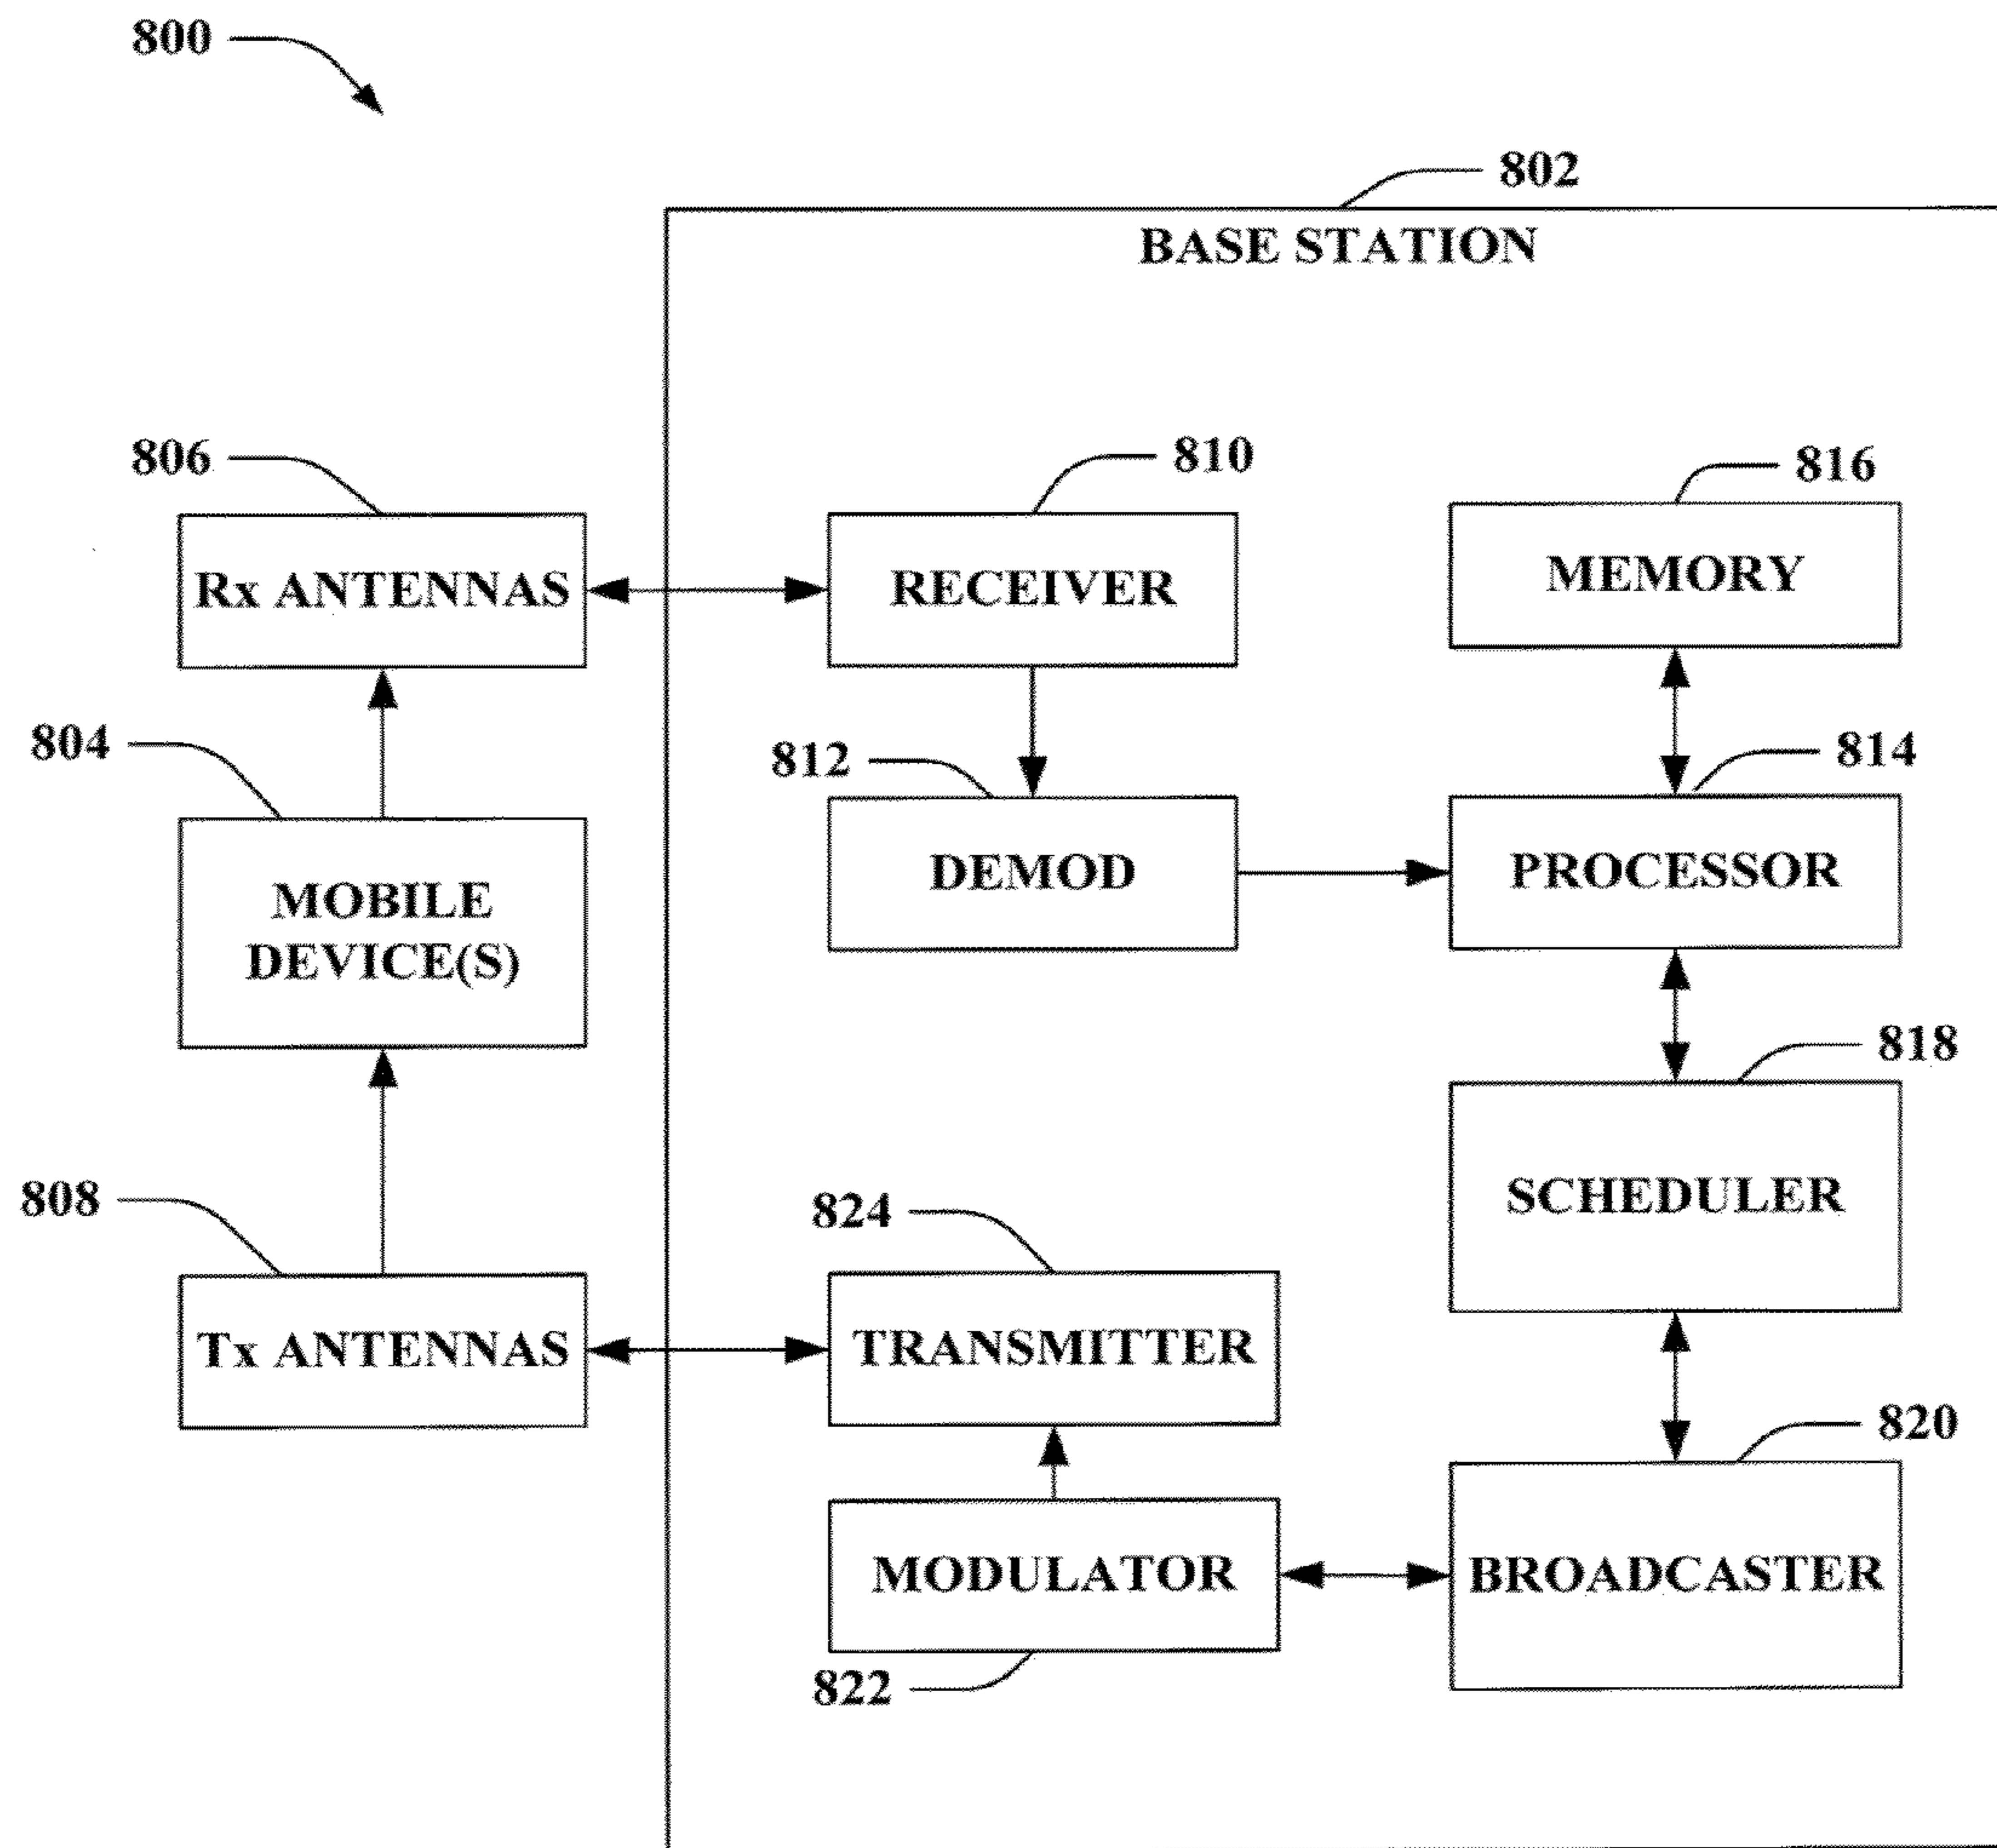 800
802
BASE STATION
806
810
816
Rx ANTENNAS
RECEIVER
MEMORY
804
812
814
MOBILE
DEVICE(S)
DEMOD
PROCESSOR
818
808
824
SCHEDULER
Tx ANTENNAS
TRANSMITTER
820
MODULATOR
BROADCASTER
822